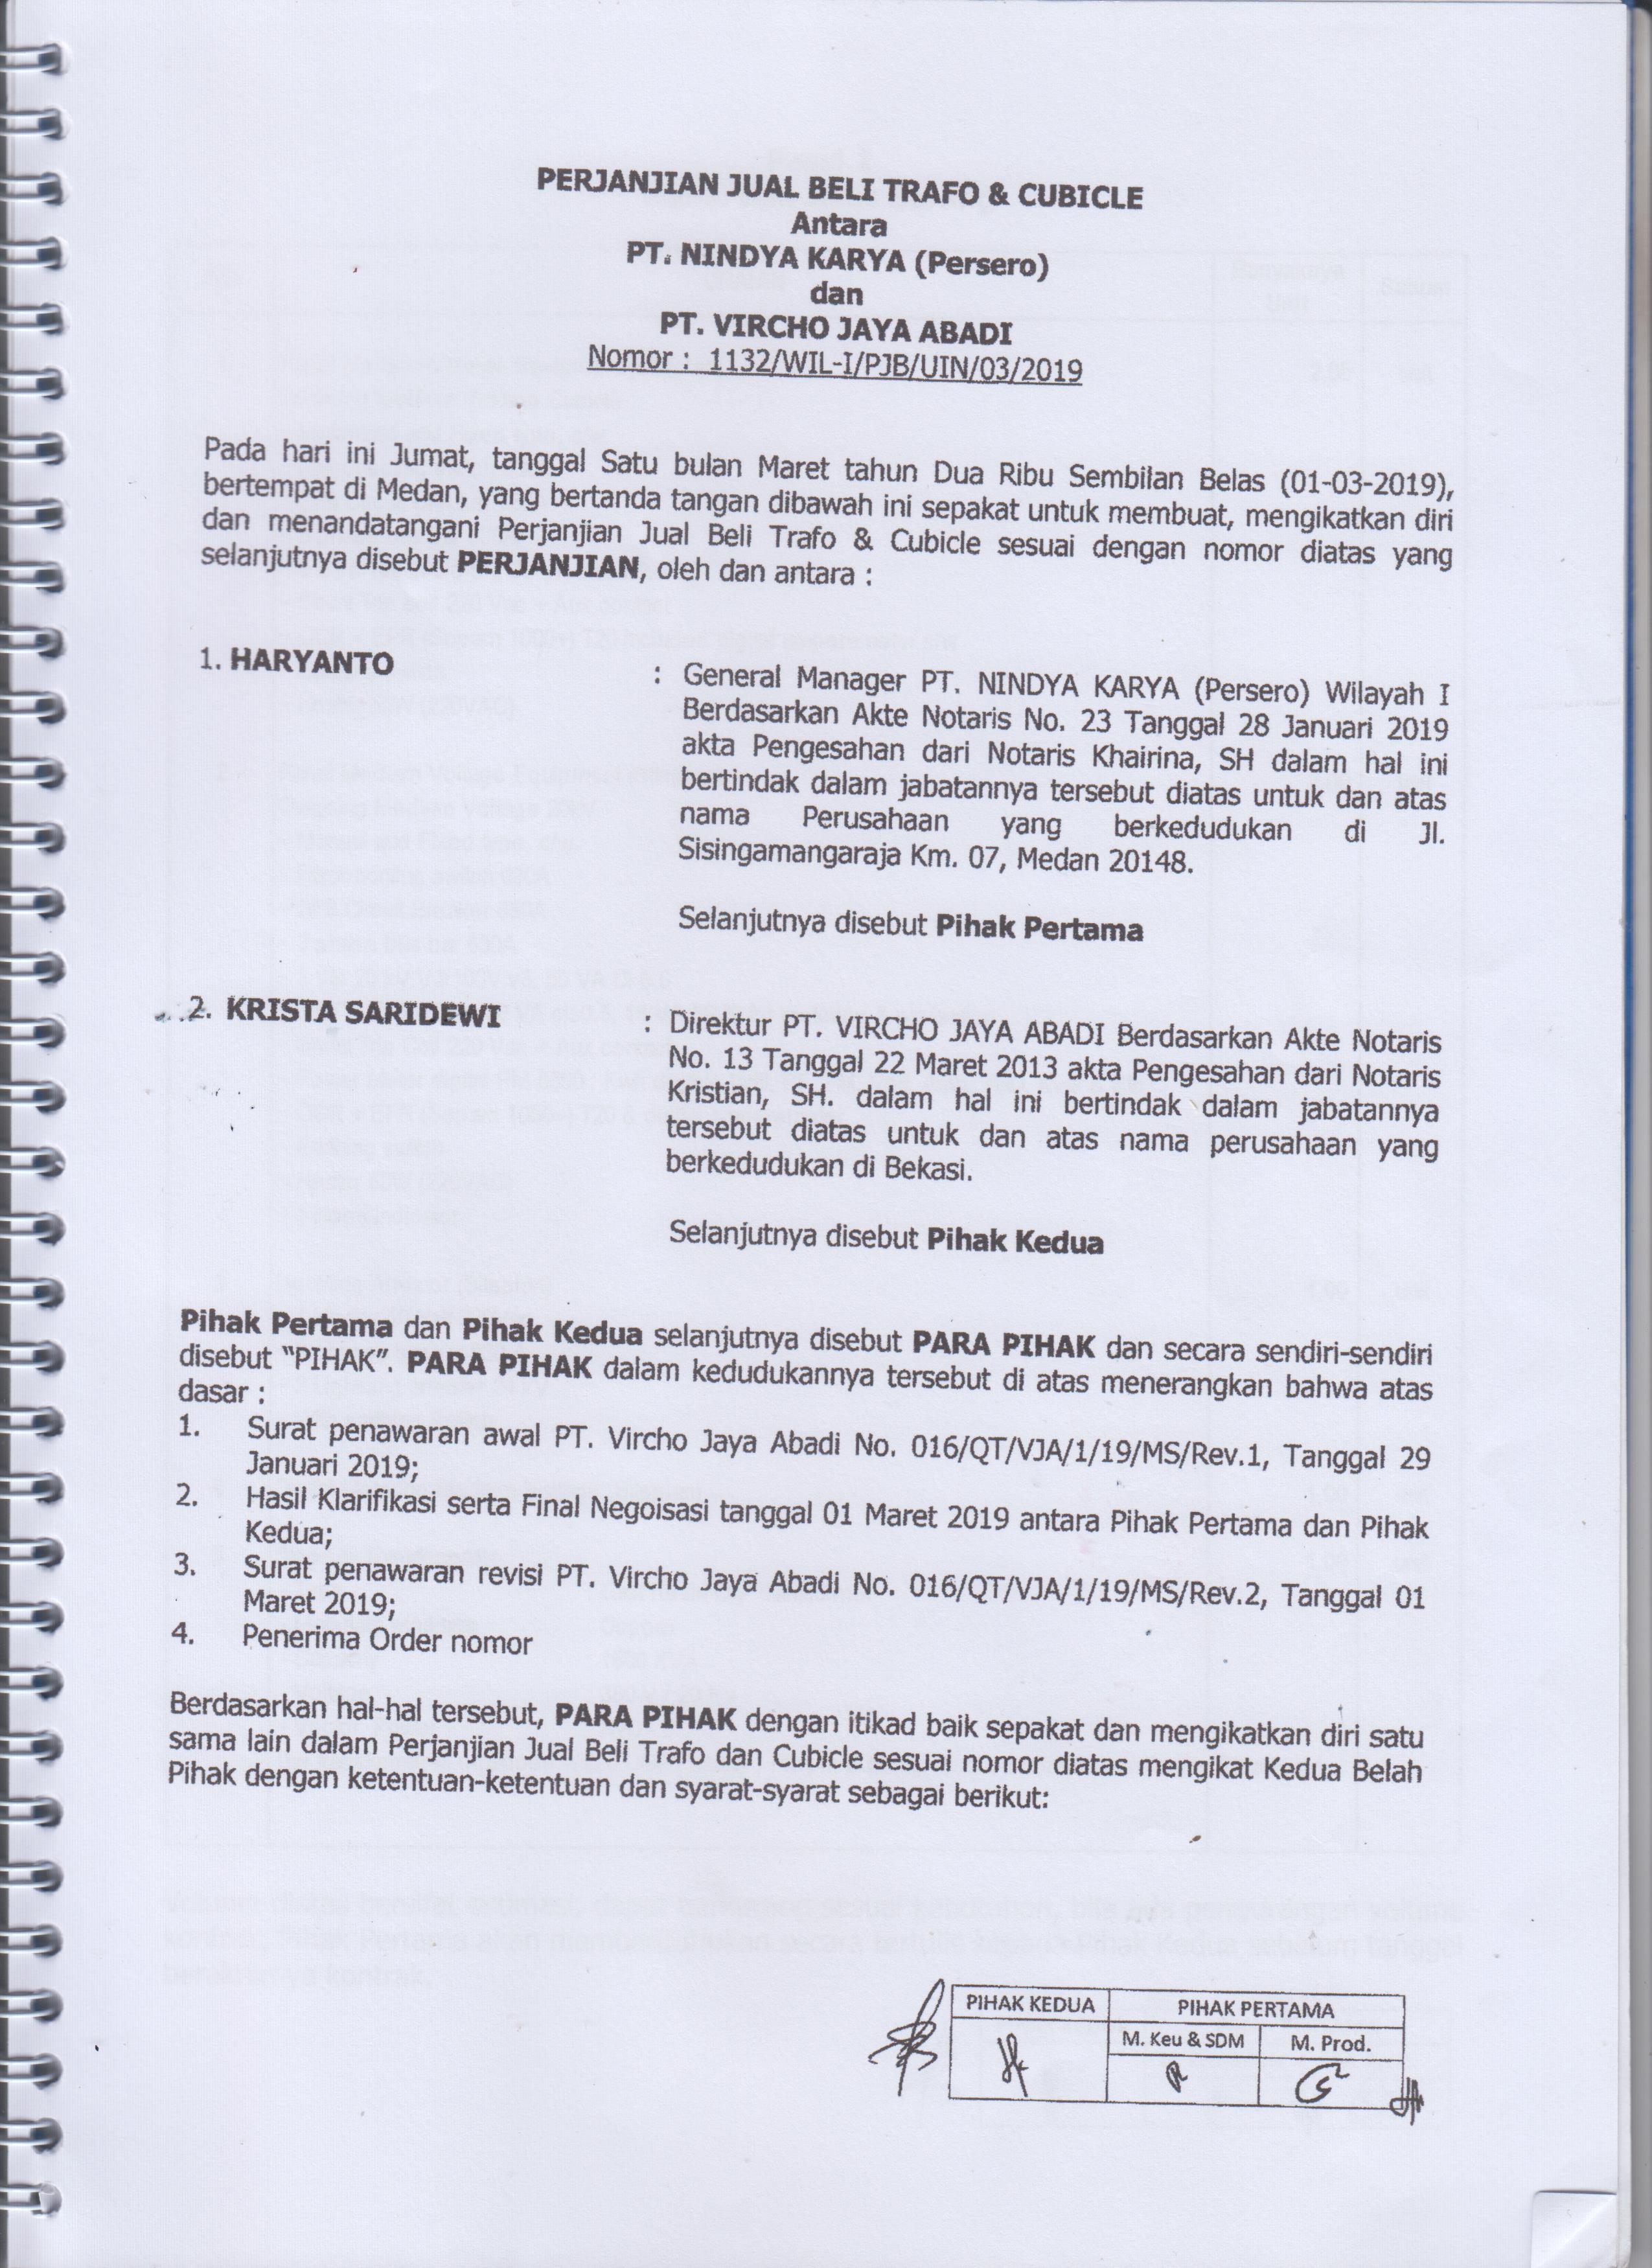 PERJANJIAN JUAL BELI TRAFO & CUBICLE
Antara
PT. NINDYA KARYA (Persero)
dan
PT. VIRCHO JAYA ABADI
Nomor : 1132/WIL-I/PJB/UIN/03/2019
Pada hari ini Jumat, tanggal Satu bulan Maret tahun Dua Ribu Sembilan Belas (01-03-2019),
bertempat di Medan, yang bertanda tangan dibawah ini sepakat untuk membuat, mengikatkan diri
dan menandatangani Perjanjian Jual Beli Trafo & Cubicle sesuai dengan nomor diatas yang
selanjutnya disebut PERJANJIAN, oleh dan antara :
1. HARYANTO : General Manager PT. NINDYA KARYA (Persero) Wilayah I
Berdasarkan Akte Notaris No. 23 Tanggal 28 Januari 2019
akta Pengesahan dari Notaris Khairina, SH dalam hal ini
bertindak dalam jabatannya tersebut diatas untuk dan atas
nama Perusahaan yang berkedudukan di Jl.
Sisingamangaraja Km. 07, Medan 20148.
Selanjutnya disebut Pihak Pertama
2. KRISTA SARIDEWI : Direktur PT. VIRCHO JAYA ABADI Berdasarkan Akte Notaris
No. 13 Tanggal 22 Maret 2013 akta Pengesahan dari Notaris
Kristian, SH. dalam hal ini bertindak dalam jabatannya
tersebut diatas untuk dan atas nama perusahaan yang
berkedudukan di Bekasi.
Selanjutnya disebut Pihak Kedua
Pihak Pertama dan Pihak Kedua selanjutnya disebut PARA PIHAK dan secara sendiri-sendiri
disebut “PIHAK”. PARA PIHAK dalam kedudukannya tersebut di atas menerangkan bahwa atas
dasar :
1. Surat penawaran awal PT. Vircho Jaya Abadi No. 016/QT/VJA/1/19/MS/Rev.1, Tanggal 29
Januari 2019;
2. Hasil Klarifikasi serta Final Negoisasi tanggal 01 Maret 2019 antara Pihak Pertama dan Pihak
Kedua;
3. Surat penawaran revisi PT. Vircho Jaya Abadi No. 016/QT/VJA/1/19/MS/Rev.2, Tanggal 01
Maret 2019;
4. Penerima Order nomor
Berdasarkan hal-hal tersebut, PARA PIHAK dengan itikad baik sepakat dan mengikatkan diri satu
sama lain dalam Perjanjian Jual Beli Trafo dan Cubicle sesuai nomor diatas mengikat Kedua Belah
Pihak dengan ketentuan-ketentuan dan syarat-syarat sebagai berikut:
PIHAK KEDUA PIHAK PERTAMA
M. Keu & SDM M. Prod.